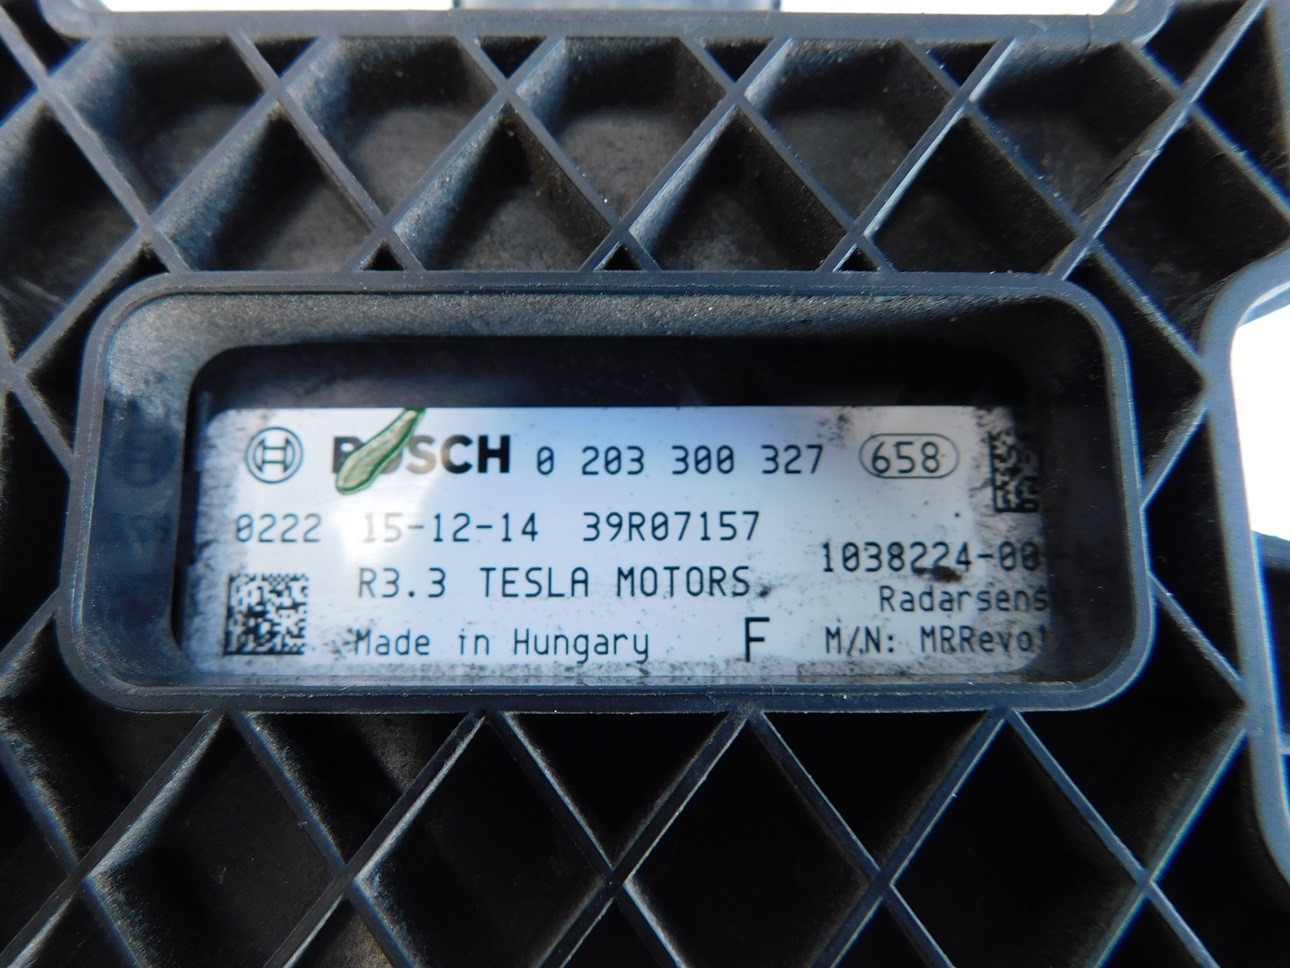 BOSCH 0 203 300 327 658
0222 15-12-14 39R07157
1038224-00
R3.3 TESLA MOTORS
Radarsens
Made in Hungary F M/N: MRRevo